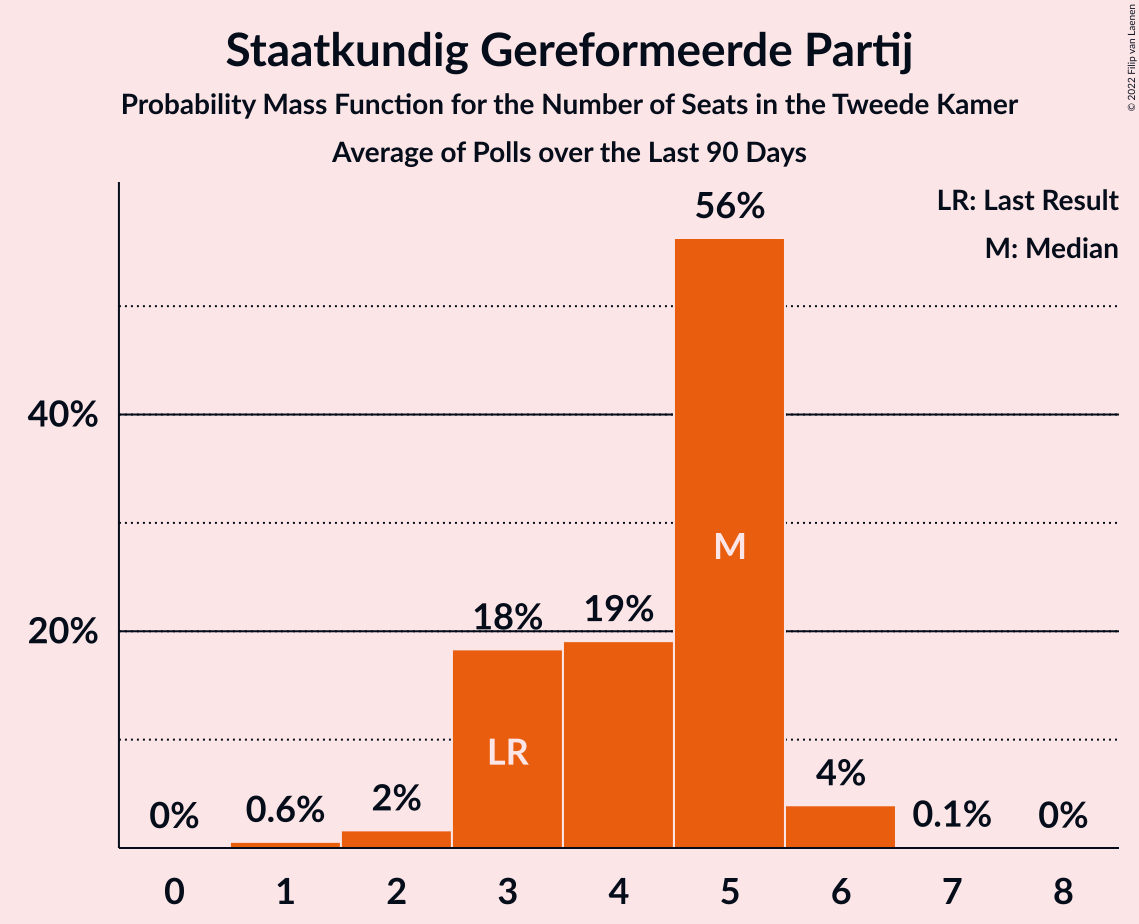 Staatkundig Gereformeerde Partij
Probability Mass Function for the Number of Seats in the Tweede Kamer
Average of Polls over the Last 90 Days
© 2022 Filip van Laenen
LR: Last Result
M: Median
56%
40%
M
20%
18%
19%
LR
0%
0.6%
2%
4%
0.1%
0%
0 1 2 3 4 5 6 7 8